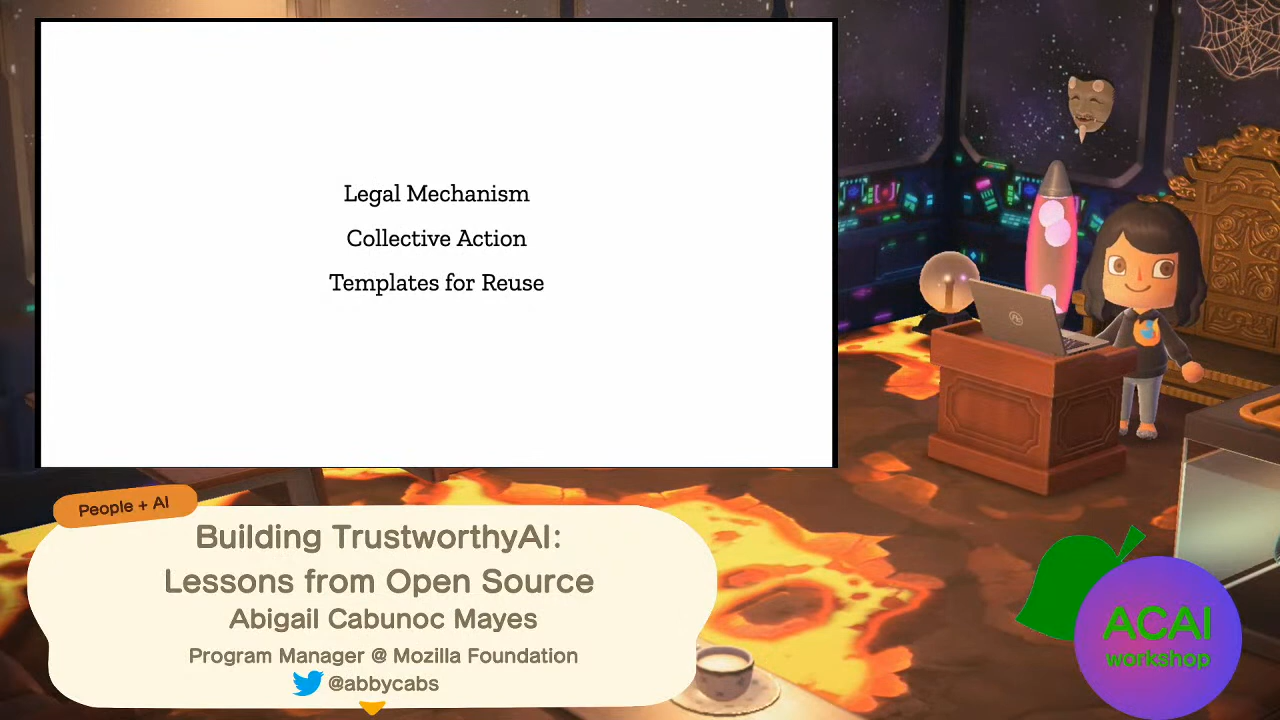 Legal Mechanism
Collective Action
Templates for Reuse
People + AI
Building TrustworthyAI:
Lessons from Open Source
Abigail Cabunoc Mayes
Program Manager @ Mozilla Foundation
@abbycabs
ACAI
workshop